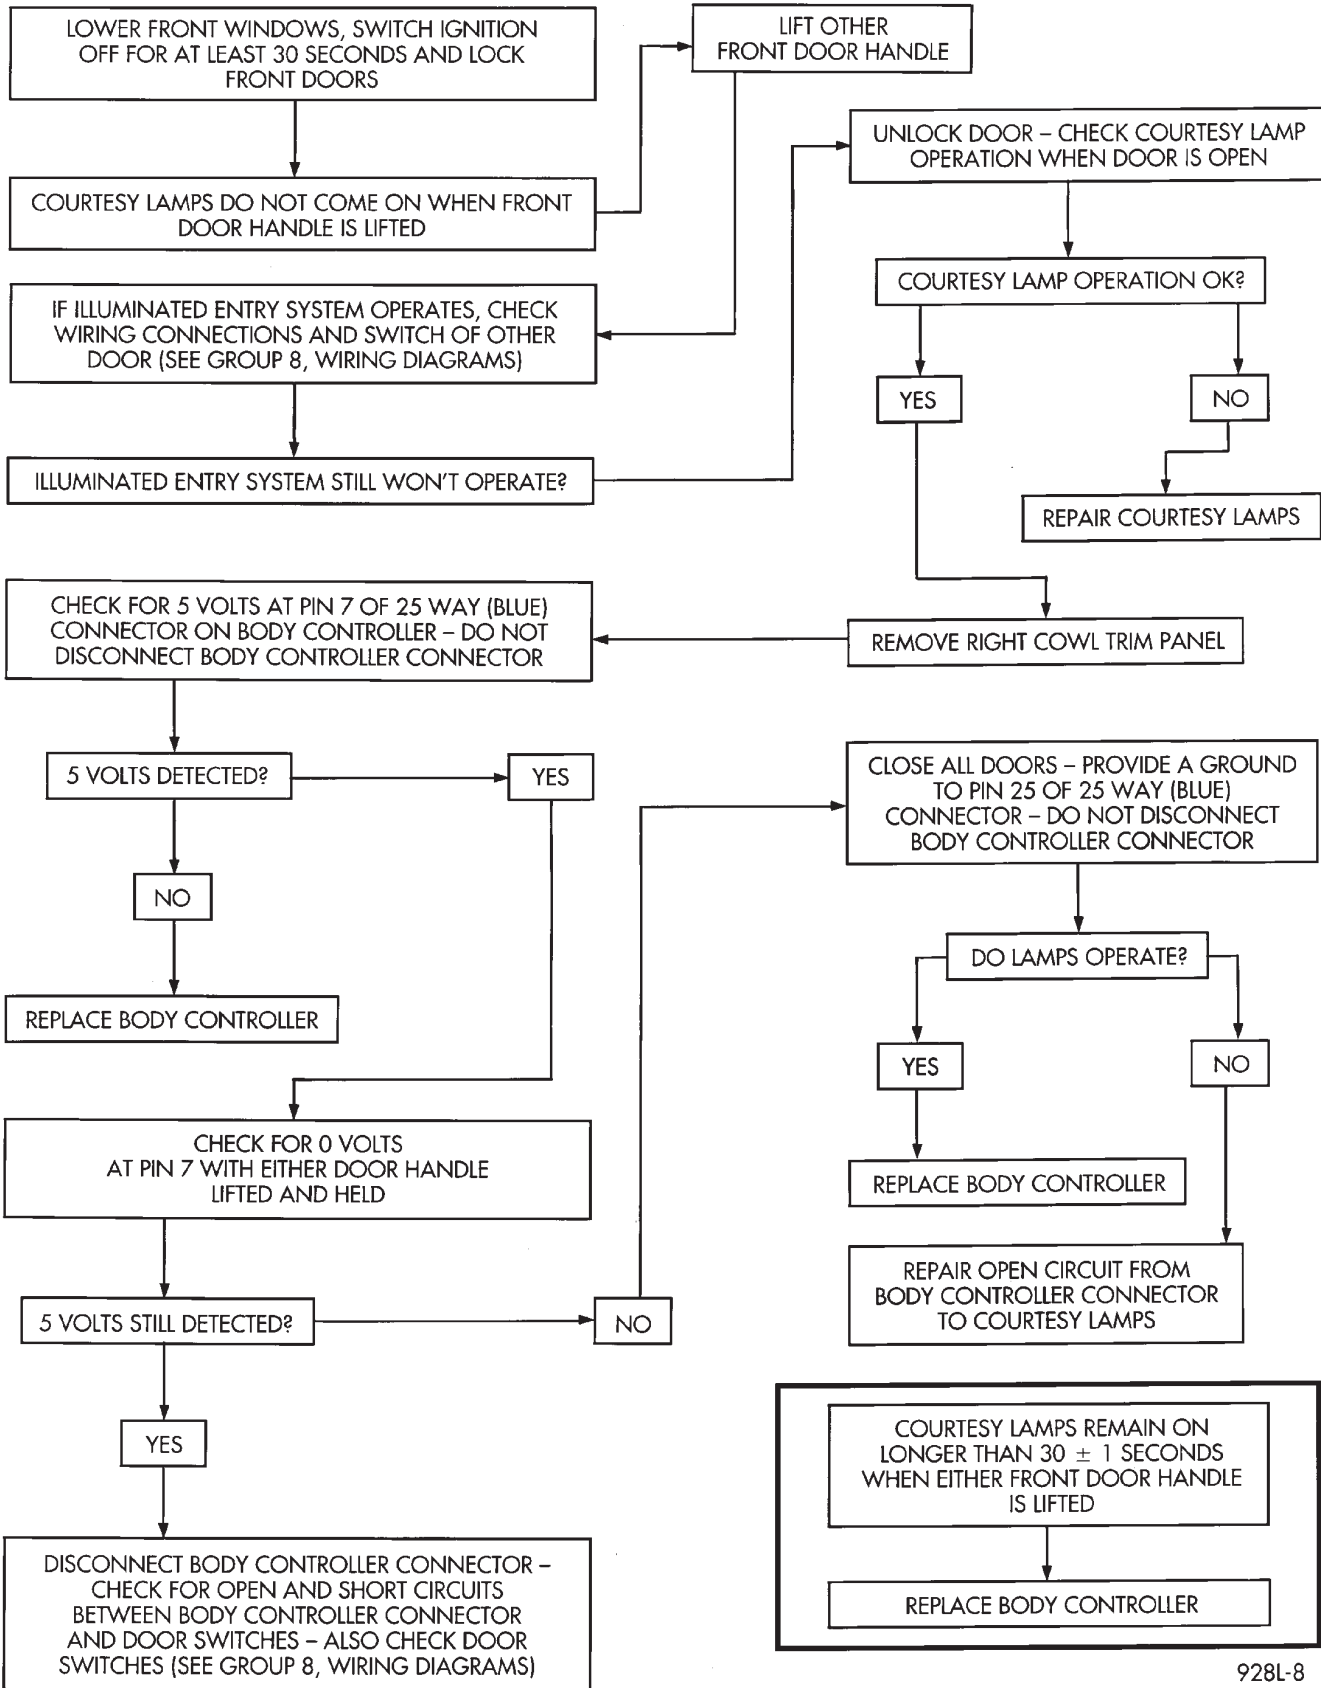 LOWER FRONT WINDOWS, SWITCH IGNITION
OFF FOR AT LEAST 30 SECONDS AND LOCK
FRONT DOORS
LIFT OTHER
FRONT DOOR HANDLE
COURTESY LAMPS DO NOT COME ON WHEN FRONT
DOOR HANDLE IS LIFTED
IF ILLUMINATED ENTRY SYSTEM OPERATES, CHECK
WIRING CONNECTIONS AND SWITCH OF OTHER
DOOR (SEE GROUP 8, WIRING DIAGRAMS)
ILLUMINATED ENTRY SYSTEM STILL WON'T OPERATE?
UNLOCK DOOR – CHECK COURTESY LAMP
OPERATION WHEN DOOR IS OPEN
COURTESY LAMP OPERATION OK?
YES
NO
REPAIR COURTESY LAMPS
REMOVE RIGHT COWL TRIM PANEL
CHECK FOR 5 VOLTS AT PIN 7 OF 25 WAY (BLUE)
CONNECTOR ON BODY CONTROLLER – DO NOT
DISCONNECT BODY CONTROLLER CONNECTOR
5 VOLTS DETECTED?
YES
NO
REPLACE BODY CONTROLLER
CHECK FOR 0 VOLTS
AT PIN 7 WITH EITHER DOOR HANDLE
LIFTED AND HELD
5 VOLTS STILL DETECTED?
NO
YES
DISCONNECT BODY CONTROLLER CONNECTOR –
CHECK FOR OPEN AND SHORT CIRCUITS
BETWEEN BODY CONTROLLER CONNECTOR
AND DOOR SWITCHES – ALSO CHECK DOOR
SWITCHES (SEE GROUP 8, WIRING DIAGRAMS)
CLOSE ALL DOORS – PROVIDE A GROUND
TO PIN 25 OF 25 WAY (BLUE)
CONNECTOR – DO NOT DISCONNECT
BODY CONTROLLER CONNECTOR
DO LAMPS OPERATE?
YES
NO
REPLACE BODY CONTROLLER
REPAIR OPEN CIRCUIT FROM
BODY CONTROLLER CONNECTOR
TO COURTESY LAMPS
COURTESY LAMPS REMAIN ON
LONGER THAN 30 ± 1 SECONDS
WHEN EITHER FRONT DOOR HANDLE
IS LIFTED
REPLACE BODY CONTROLLER
928L-8